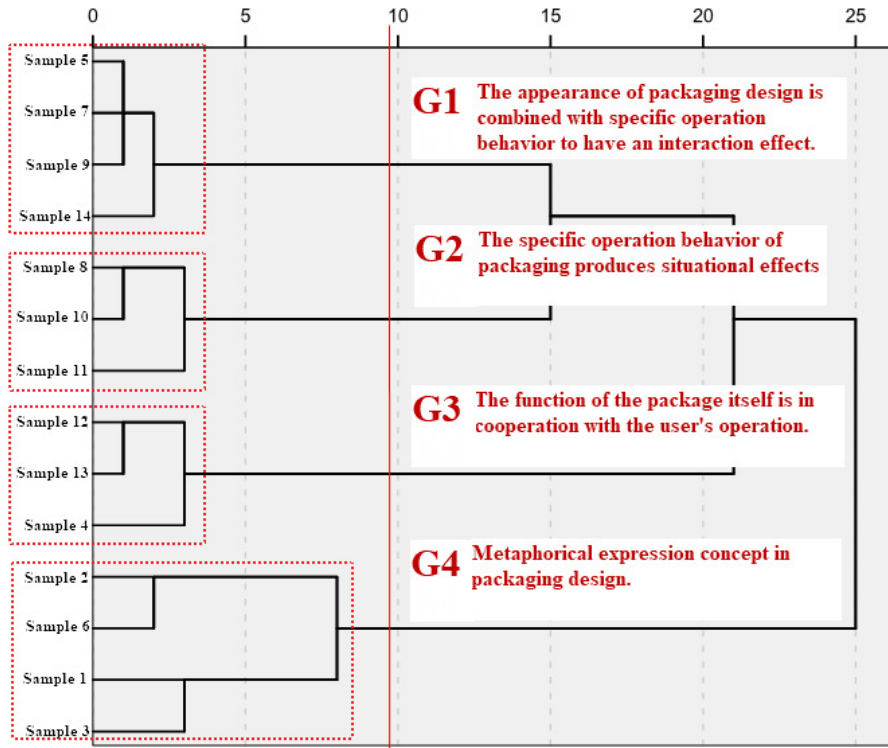 0 5 10 15 20 25
Sample 5
Sample 7
Sample 9
Sample 14
Sample 8
Sample 10
Sample 11
Sample 12
Sample 13
Sample 4
Sample 2
Sample 6
Sample 1
Sample 3
G1
The appearance of packaging design is
combined with specific operation
behavior to have an interaction effect.
G2
The specific operation behavior of
packaging produces situational effects
G3
The function of the package itself is in
cooperation with the user's operation.
G4
Metaphorical expression concept in
packaging design.